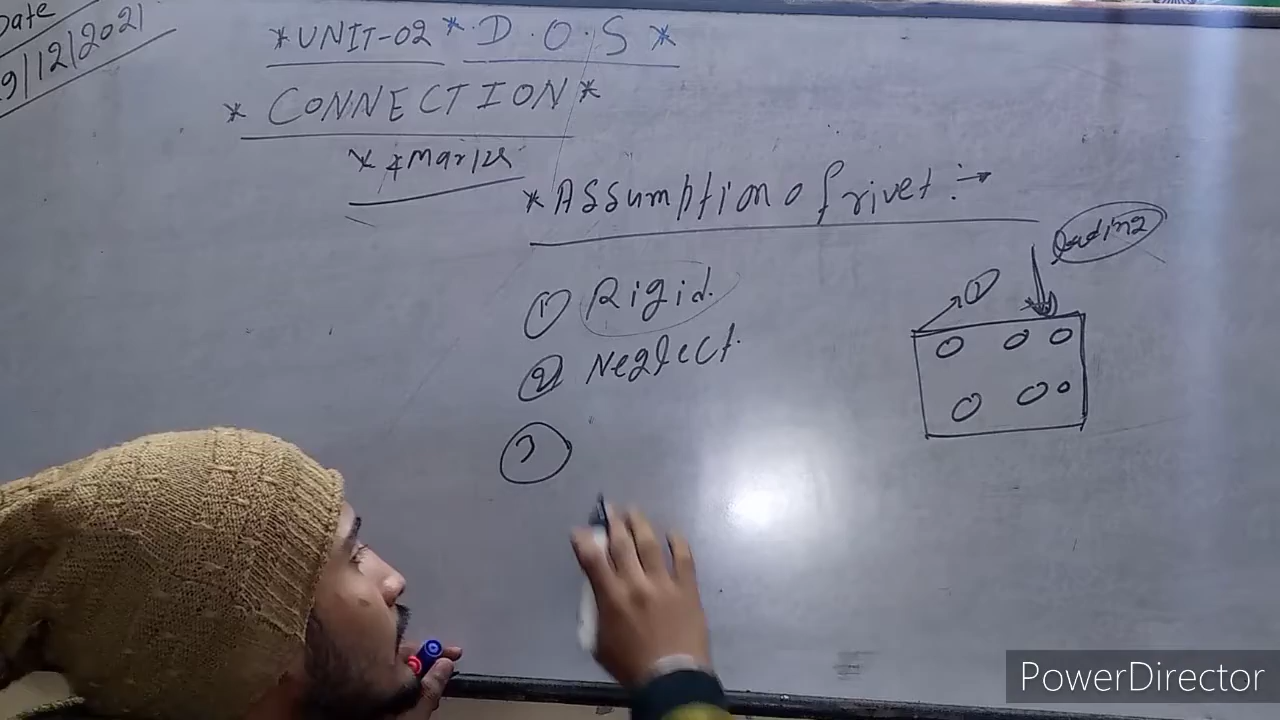 Date
9/12/2021
*UNIT-02 * D.O.S *
* CONNECTION *
* 4 Marks
* Assumption of rivet :→
① Rigid.
② Neglect.
③
Loading
PowerDirector